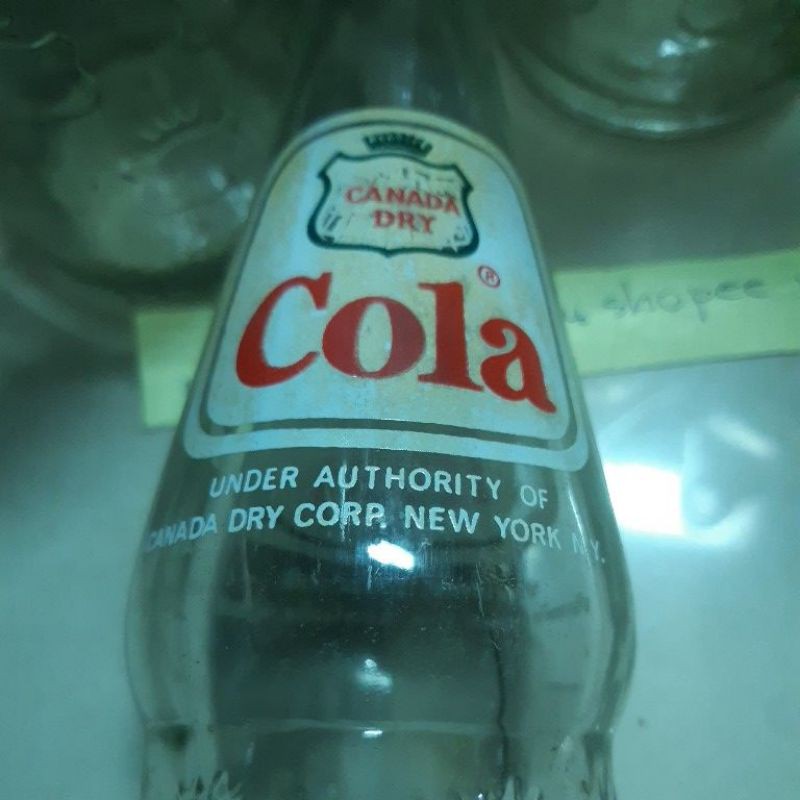 CANADA
DRY
Cola®
UNDER AUTHORITY OF
CANADA DRY CORP. NEW YORK N.Y.
shopee